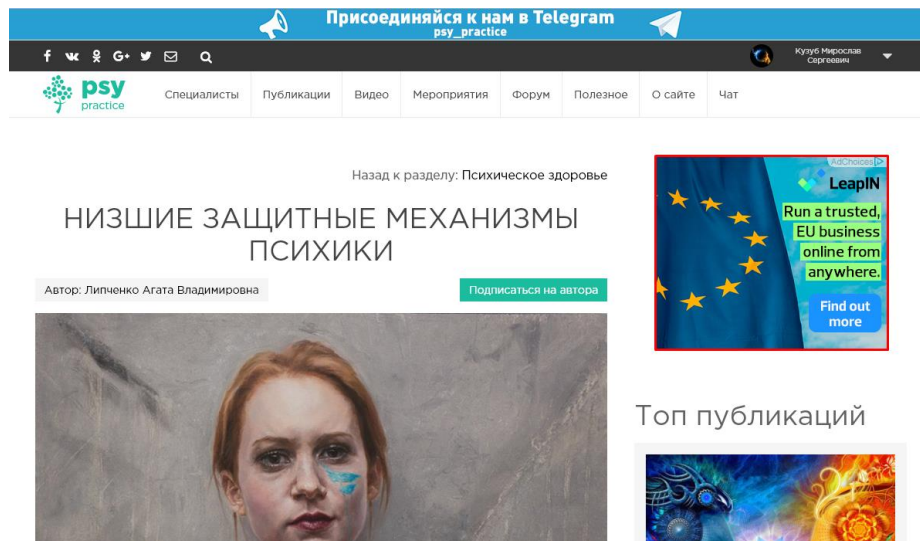 Присоединяйся к нам в Telegram
psy_practice
Кузуб Мирослав
Сергеевич
psy
practice
Специалисты
Публикации
Видео
Мероприятия
Форум
Полезное
О сайте
Чат
Назад к разделу: Психическое здоровье
НИЗШИЕ ЗАЩИТНЫЕ МЕХАНИЗМЫ
ПСИХИКИ
Автор: Липченко Агата Владимировна
Подписаться на автора
AdChoices
LeapIN
Run a trusted,
EU business
online from
anywhere.
Find out
more
Топ публикаций